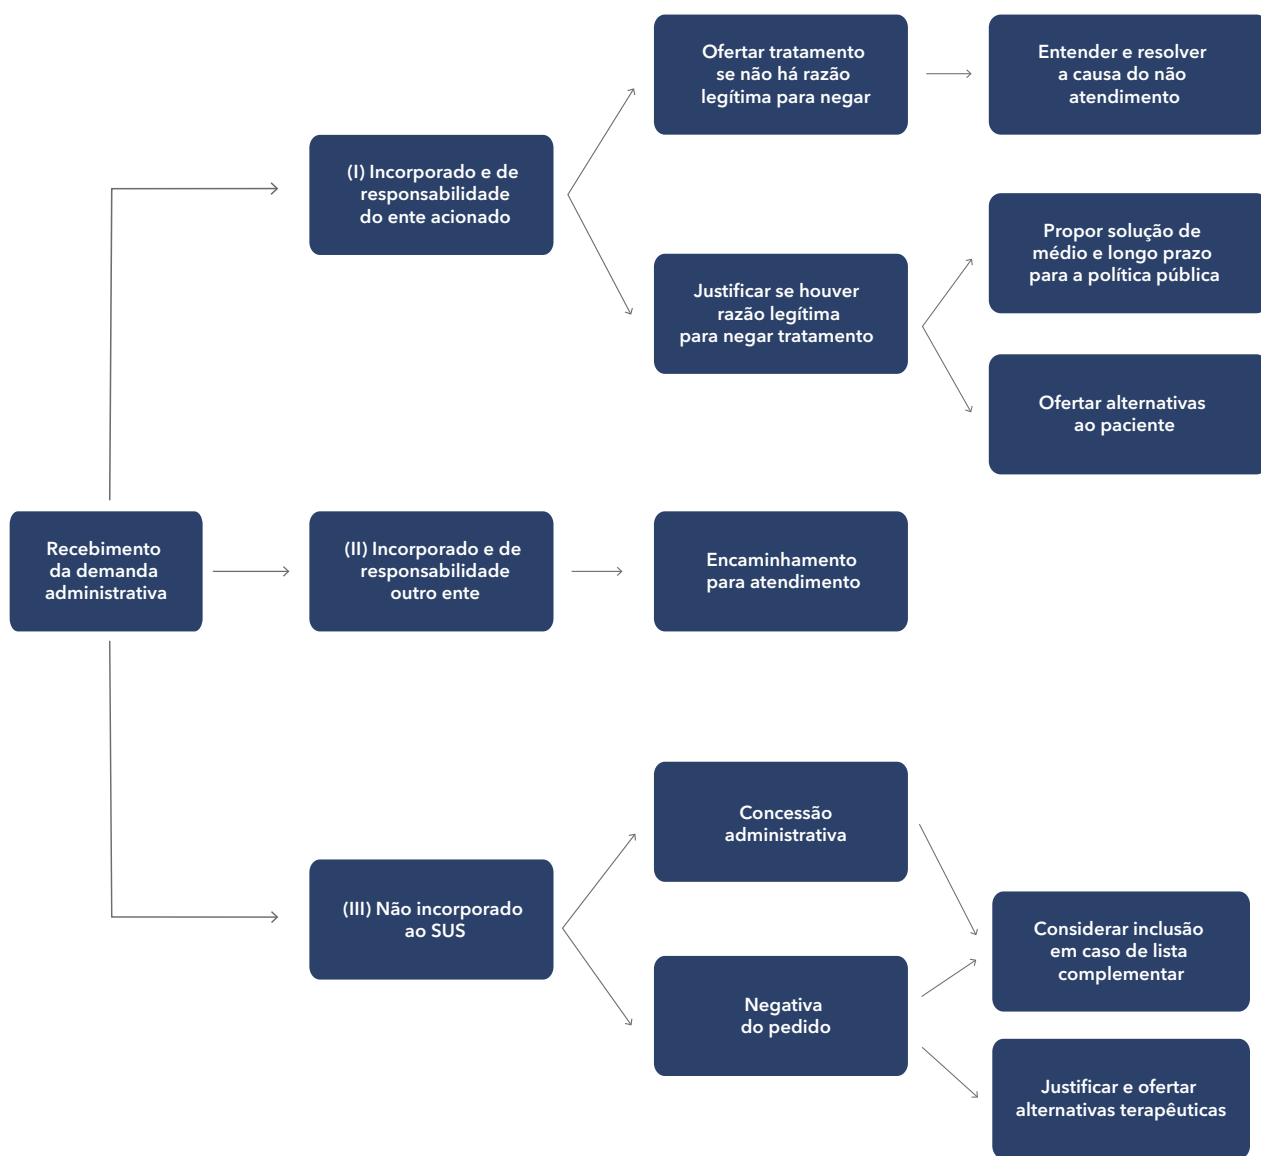 Ofertar tratamento
se não há razão
legítima para negar
Entender e resolver
a causa do não
atendimento
(I) Incorporado e de
responsabilidade
do ente acionado
Propor solução de
médio e longo prazo
para a política pública
Justificar se houver
razão legítima
para negar tratamento
Ofertar alternativas
ao paciente
Recebimento
da demanda
administrativa
(II) Incorporado e de
responsabilidade
outro ente
Encaminhamento
para atendimento
Concessão
administrativa
(III) Não incorporado
ao SUS
Considerar inclusão
em caso de lista
complementar
Negativa
do pedido
Justificar e ofertar
alternativas terapêuticas